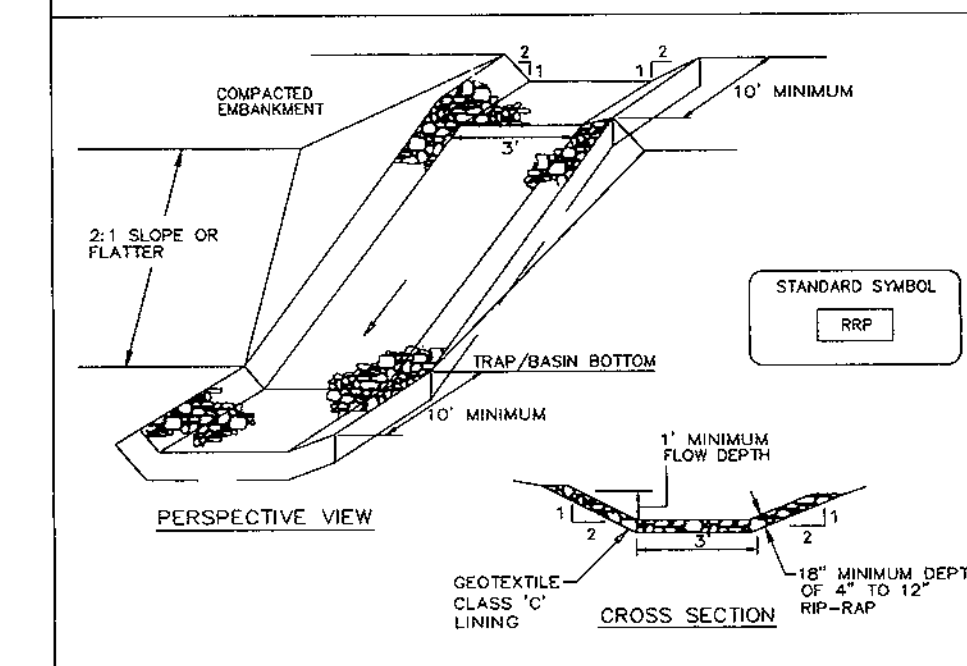 2
1
2
1
COMPACTED
EMBANKMENT
10' MINIMUM
3'
2:1 SLOPE OR
FLATTER
STANDARD SYMBOL
RRP
TRAP/BASIN BOTTOM
10' MINIMUM
1' MINIMUM
FLOW DEPTH
PERSPECTIVE VIEW
1
2
3'
1
2
GEOTEXTILE
CLASS 'C'
LINING
18" MINIMUM DEPT
OF 4" TO 12"
RIP-RAP
CROSS SECTION